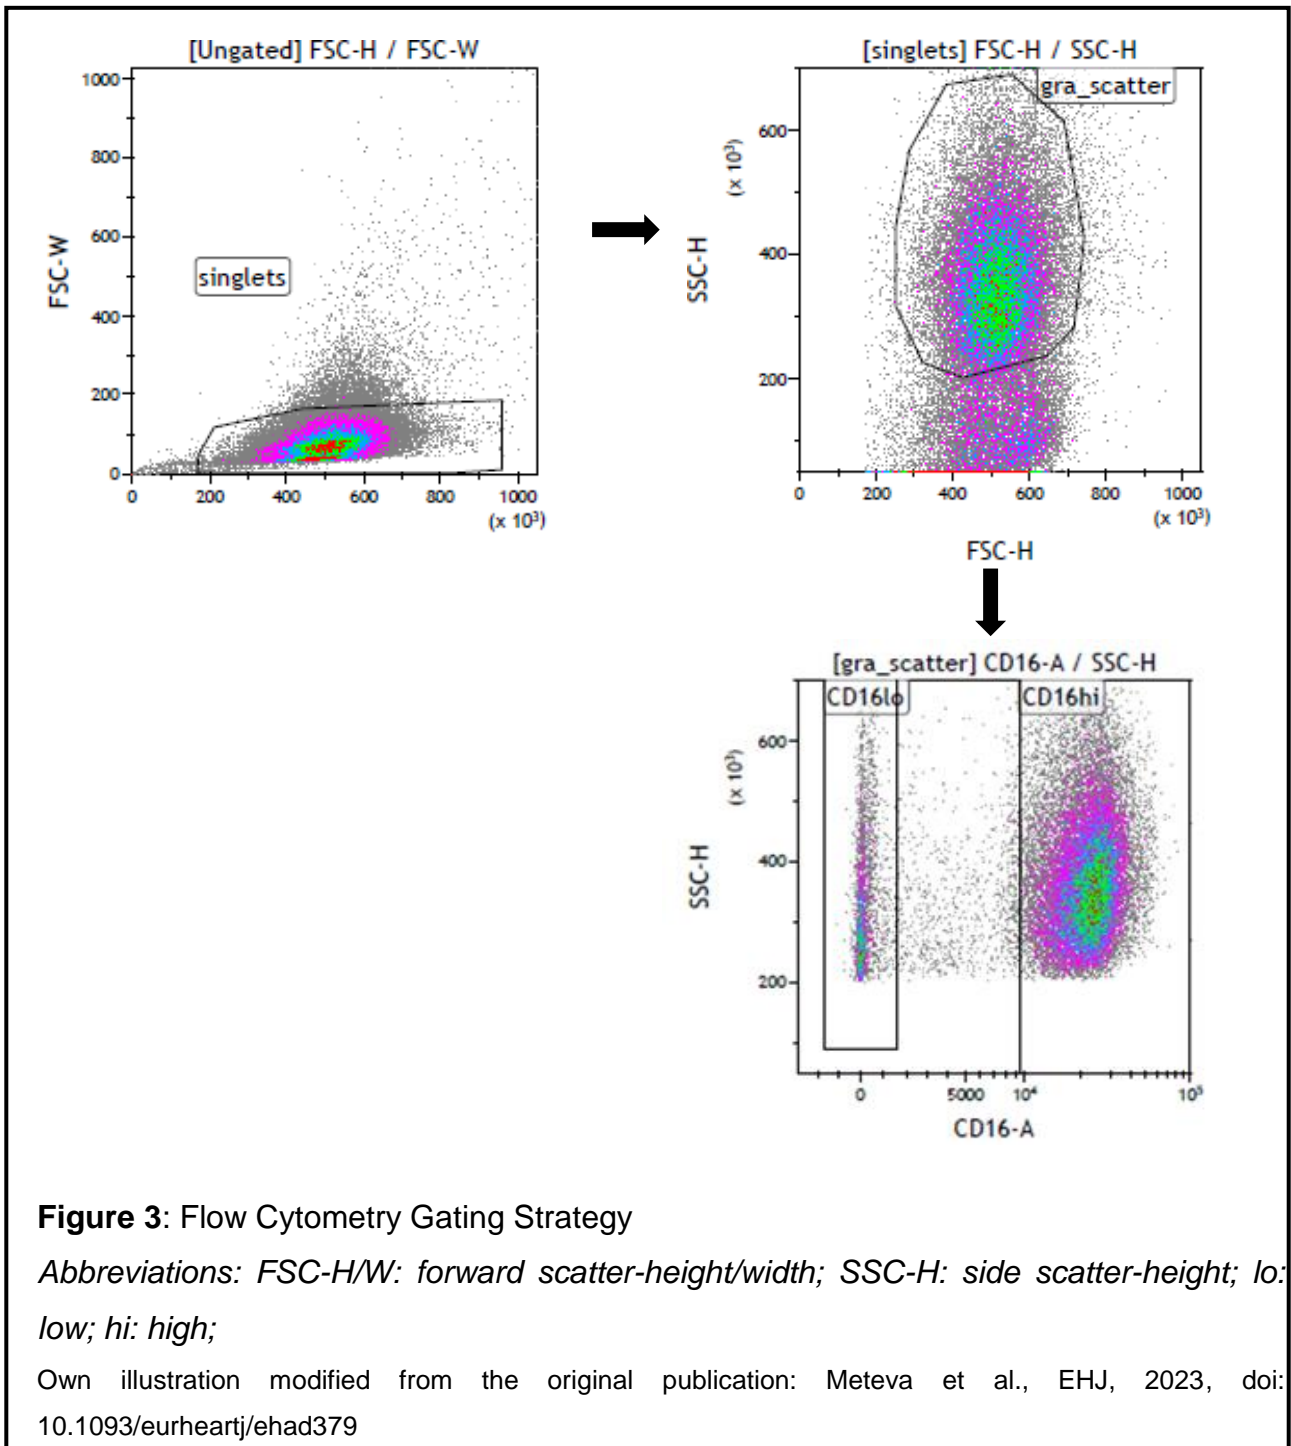 [Ungated] FSC-H / FSC-W
1000
800
600
400
200
0
FSC-W
singlets
0 200 400 600 800 1000
(x 10³)
[singlets] FSC-H / SSC-H
gra_scatter
600
400
200
(x 10³)
SSC-H
0 200 400 600 800 1000
(x 10³)
FSC-H
[gra_scatter] CD16-A / SSC-H
CD16lo
CD16hi
600
400
200
(x 10³)
SSC-H
0 5000 10⁴ 10⁵
CD16-A
Figure 3: Flow Cytometry Gating Strategy
Abbreviations: FSC-H/W: forward scatter-height/width; SSC-H: side scatter-height; lo:
low; hi: high;
Own illustration modified from the original publication: Meteva et al., EHJ, 2023, doi:
10.1093/eurheartj/ehad379